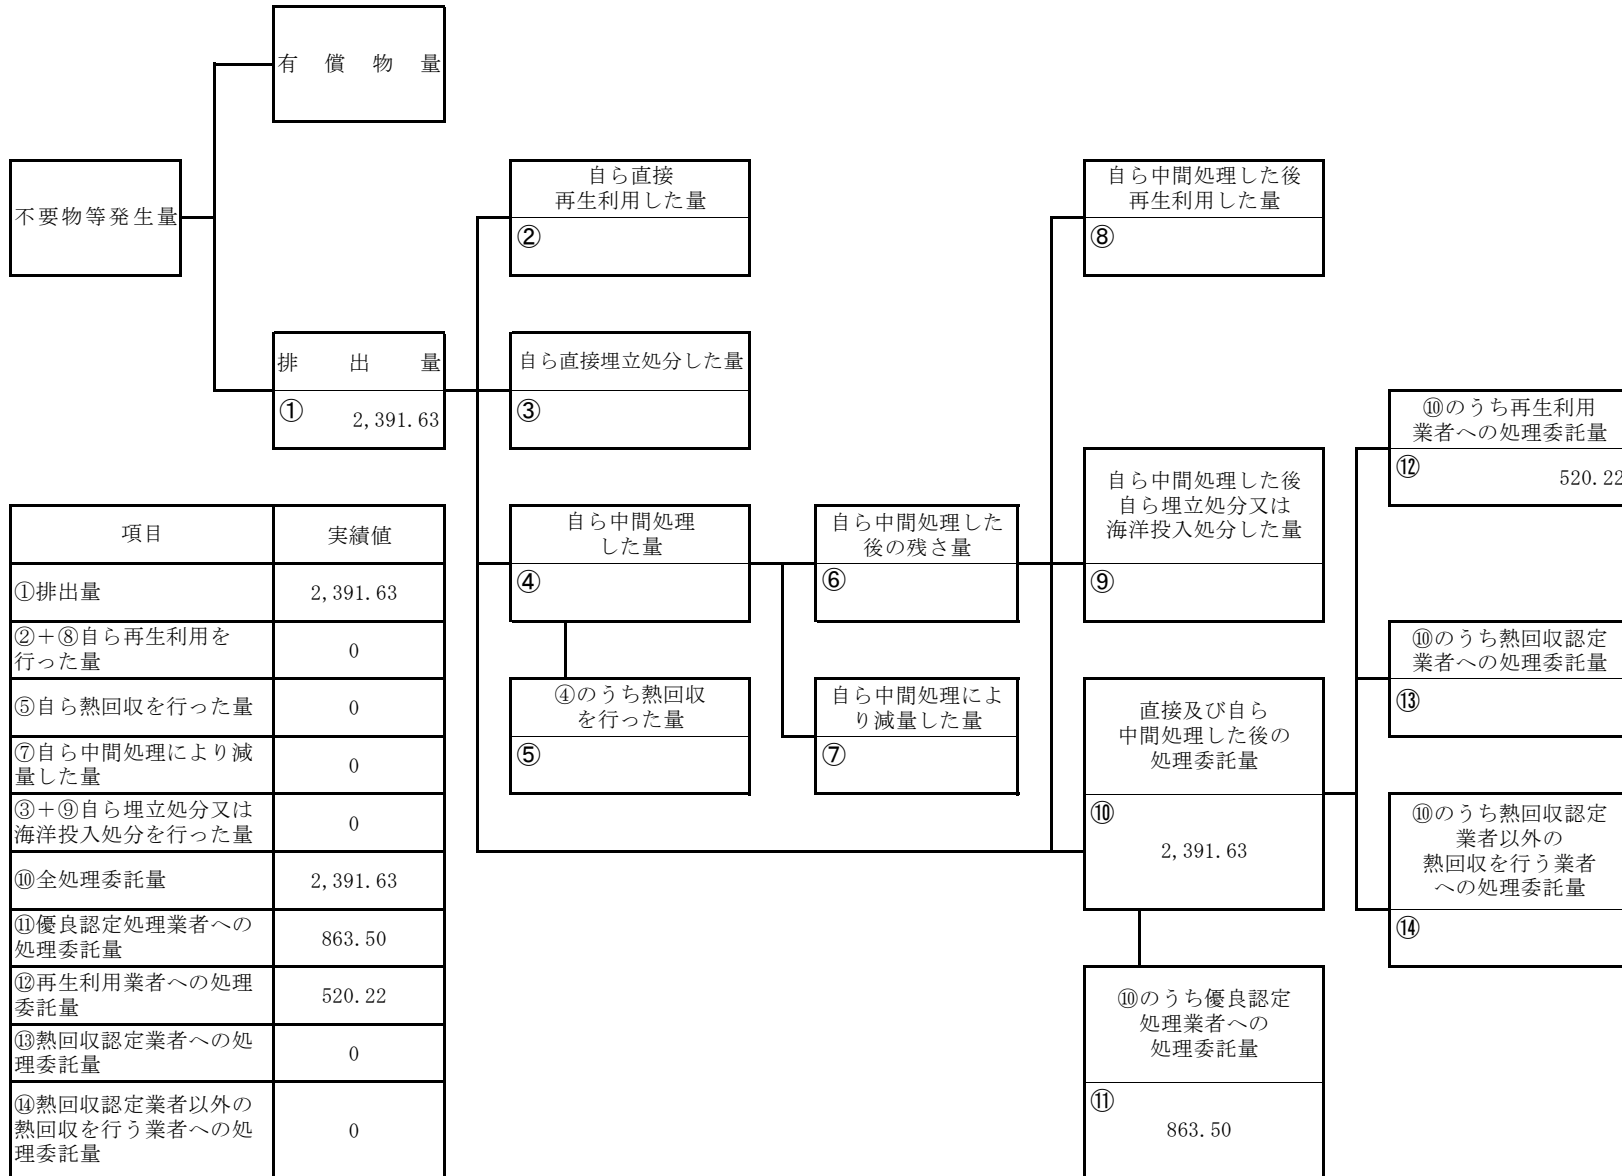 有償物量
不要物等発生量
排出量
①
2,391.63
自ら直接
再生利用した量
②
自ら直接埋立処分した量
③
自ら中間処理
した量
④
④のうち熱回収
を行った量
⑤
自ら中間処理した
後の残さ量
⑥
自ら中間処理によ
り減量した量
⑦
自ら中間処理した後
再生利用した量
⑧
自ら中間処理した後
自ら埋立処分又は
海洋投入処分した量
⑨
直接及び自ら
中間処理した後の
処理委託量
⑩
2,391.63
⑩のうち優良認定
処理業者への
処理委託量
⑪
863.50
⑩のうち再生利用
業者への処理委託量
⑫
520.22
⑩のうち熱回収認定
業者への処理委託量
⑬
⑩のうち熱回収認定
業者以外の
熱回収を行う業者
への処理委託量
⑭
項目 実績値
①排出量 2,391.63
②＋⑧自ら再生利用を
行った量 0
⑤自ら熱回収を行った量 0
⑦自ら中間処理により減
量した量 0
③＋⑨自ら埋立処分又は
海洋投入処分を行った量 0
⑩全処理委託量 2,391.63
⑪優良認定処理業者への
処理委託量 863.50
⑫再生利用業者への処理
委託量 520.22
⑬熱回収認定業者への処
理委託量 0
⑭熱回収認定業者以外の
熱回収を行う業者への処
理委託量 0